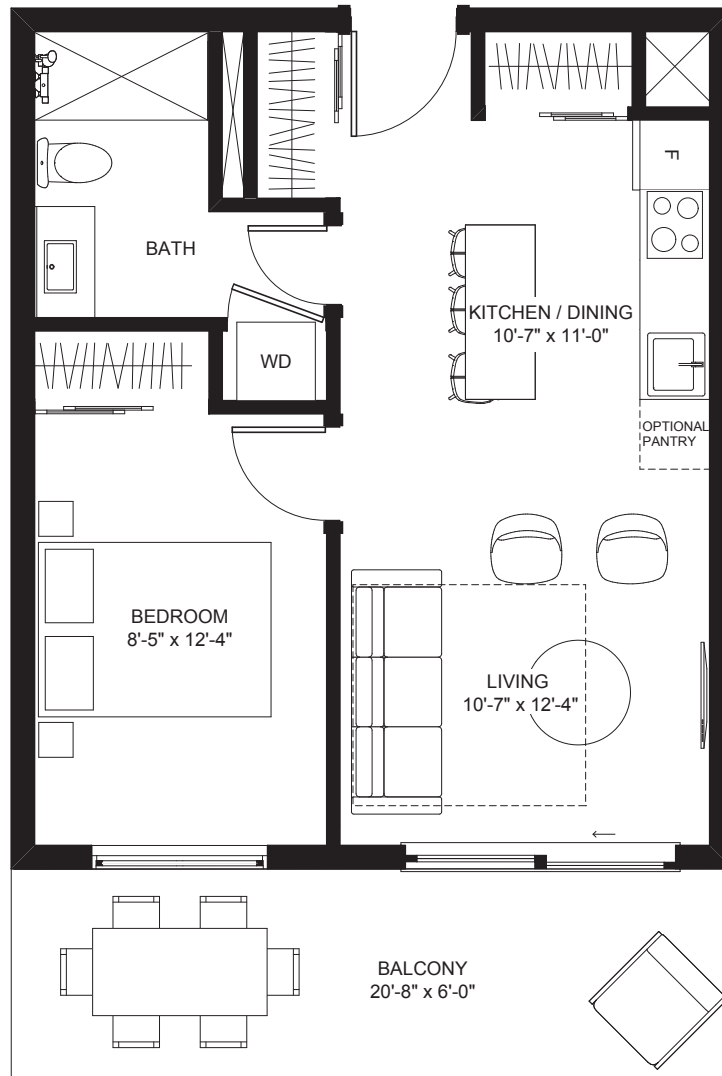 F
BATH
KITCHEN / DINING
10'-7" x 11'-0"
WD
OPTIONAL
PANTRY
BEDROOM
8'-5" x 12'-4"
LIVING
10'-7" x 12'-4"
BALCONY
20'-8" x 6'-0"